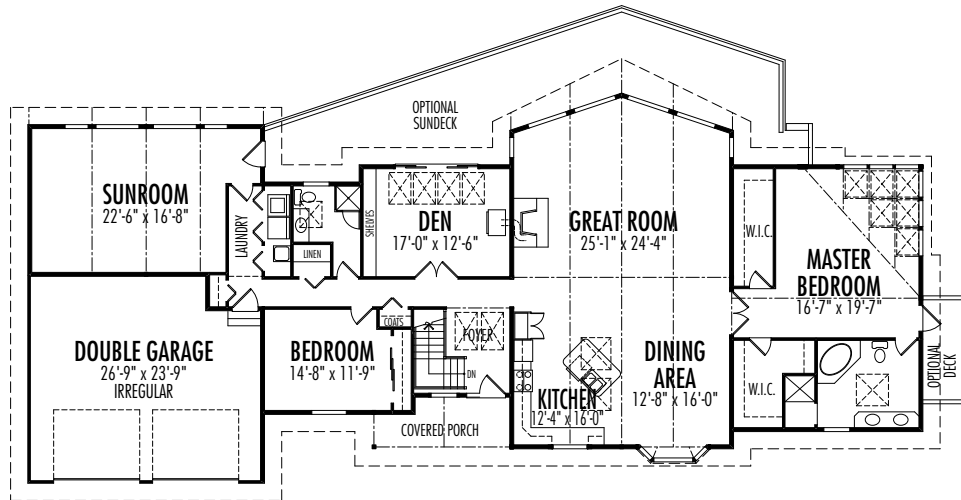 OPTIONAL
SUNDECK
SUNROOM
22'-6" x 16'-8"
LAUNDRY
LINEN
SHELVES
DEN
17'-0" x 12'-6"
GREAT ROOM
25'-1" x 24'-4"
W.I.C.
MASTER
BEDROOM
16'-7" x 19'-7"
DOUBLE GARAGE
26'-9" x 23'-9"
IRREGULAR
BEDROOM
14'-8" x 11'-9"
COATS
FOYER
DN
KITCHEN
12'-4" x 16'-0"
DINING
AREA
12'-8" x 16'-0"
W.I.C.
OPTIONAL
DECK
COVERED PORCH